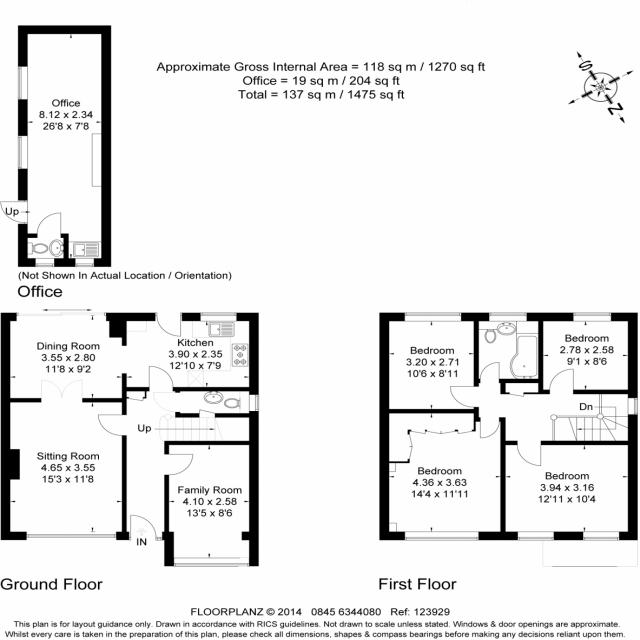 Approximate Gross Internal Area = 118 sq m / 1270 sq ft
Office = 19 sq m / 204 sq ft
Total = 137 sq m / 1475 sq ft
S
N
Office
8.12 x 2.34
26'8 x 7'8
Up
(Not Shown In Actual Location / Orientation)
Office
Dining Room
3.55 x 2.80
11'8 x 9'2
Kitchen
3.90 x 2.35
12'10 x 7'9
Up
Sitting Room
4.65 x 3.55
15'3 x 11'8
Family Room
4.10 x 2.58
13'5 x 8'6
IN
Ground Floor
Bedroom
3.20 x 2.71
10'6 x 8'11
Bedroom
2.78 x 2.58
9'1 x 8'6
Dn
Bedroom
4.36 x 3.63
14'4 x 11'11
Bedroom
3.94 x 3.16
12'11 x 10'4
First Floor
FLOORPLANZ © 2014 0845 6344080 Ref: 123929
This plan is for layout guidance only. Drawn in accordance with RICS guidelines. Not drawn to scale unless stated. Windows & door openings are approximate.
Whilst every care is taken in the preparation of this plan, please check all dimensions, shapes & compass bearings before making any decisions reliant upon them.